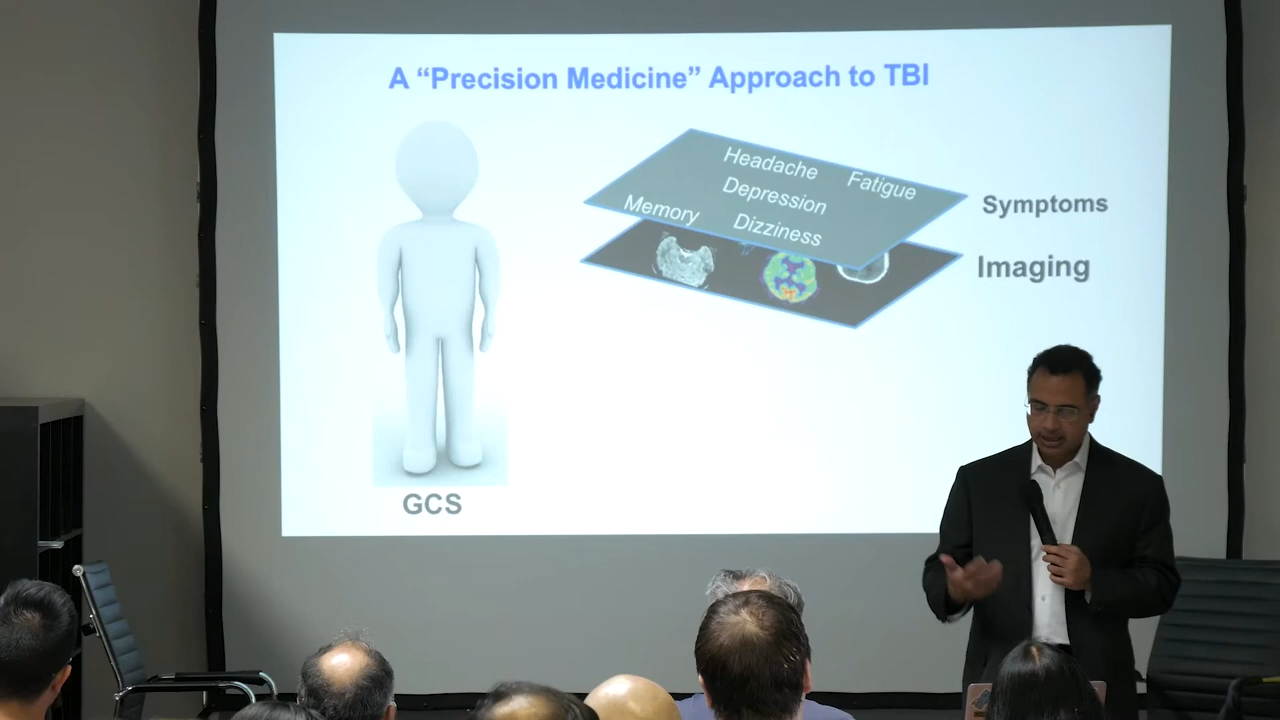 A “Precision Medicine” Approach to TBI
Headache
Fatigue
Depression
Memory
Dizziness
Symptoms
Imaging
GCS